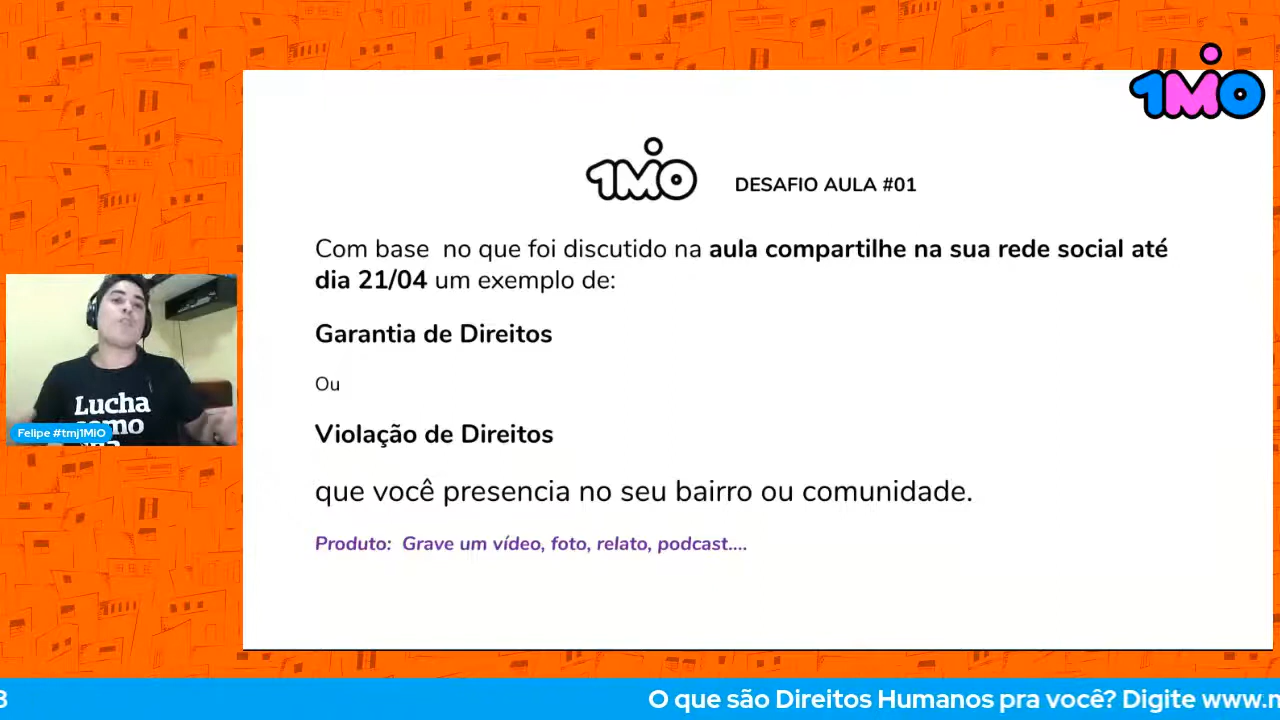 1MiO
1MiO
DESAFIO AULA #01
Com base no que foi discutido na aula compartilhe na sua rede social até
dia 21/04 um exemplo de:
Garantia de Direitos
Ou
Violação de Direitos
que você presencia no seu bairro ou comunidade.
Produto: Grave um vídeo, foto, relato, podcast....
Lucha
como
Felipe #tmj1MiO
O que são Direitos Humanos pra você? Digite www.